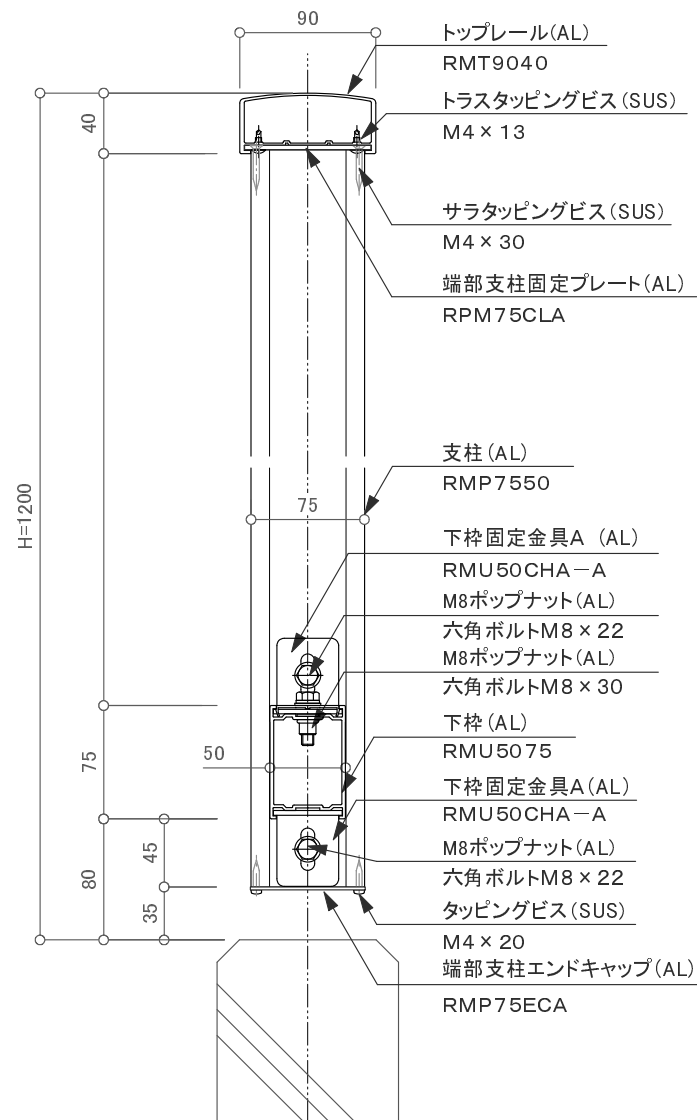 90
トップレール(AL)
RMT9040
40
トラスタッピングビス(SUS)
M4×13
サラタッピングビス(SUS)
M4×30
端部支柱固定プレート(AL)
RPM75CLA
支柱(AL)
RMP7550
H=1200
75
下枠固定金具A (AL)
RMU50CHA-A
M8ポップナット(AL)
六角ボルトM8×22
M8ポップナット(AL)
六角ボルトM8×30
下枠(AL)
RMU5075
75
50
下枠固定金具A(AL)
RMU50CHA-A
M8ポップナット(AL)
六角ボルトM8×22
80
45
35
タッピングビス(SUS)
M4×20
端部支柱エンドキャップ(AL)
RMP75ECA